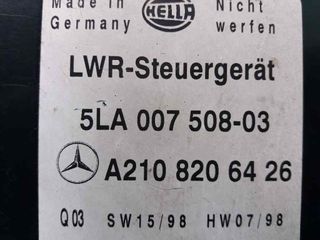 Made in HELLA Nicht
Germany werfen
LWR-Steuergerät
5LA 007 508-03
A210 820 64 26
Q03 SW15/98 HW07/98